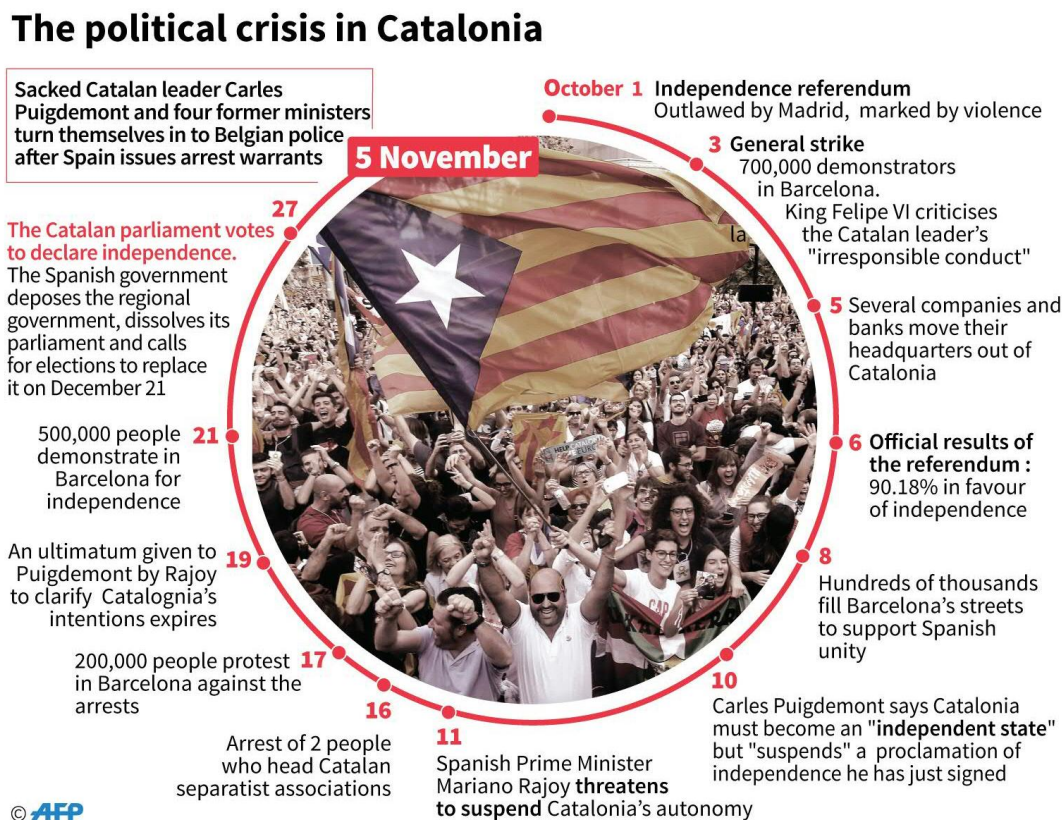 The political crisis in Catalonia
Sacked Catalan leader Carles
Puigdemont and four former ministers
turn themselves in to Belgian police
after Spain issues arrest warrants
5 November
October 1 Independence referendum
Outlawed by Madrid, marked by violence
3 General strike
700,000 demonstrators
in Barcelona.
King Felipe VI criticises
the Catalan leader's
"irresponsible conduct"
la
5 Several companies and
banks move their
headquarters out of
Catalonia
6 Official results of
the referendum :
90.18% in favour
of independence
8
Hundreds of thousands
fill Barcelona's streets
to support Spanish
unity
10
Carles Puigdemont says Catalonia
must become an "independent state"
but "suspends" a proclamation of
independence he has just signed
11
Spanish Prime Minister
Mariano Rajoy threatens
to suspend Catalonia's autonomy
16
Arrest of 2 people
who head Catalan
separatist associations
200,000 people protest 17
in Barcelona against the
arrests
An ultimatum given to 19
Puigdemont by Rajoy
to clarify Catalognia's
intentions expires
500,000 people 21
demonstrate in
Barcelona for
independence
27
The Catalan parliament votes
to declare independence.
The Spanish government
deposes the regional
government, dissolves its
parliament and calls
for elections to replace
it on December 21
HELP CATALONIA
EUROPE
© AFP